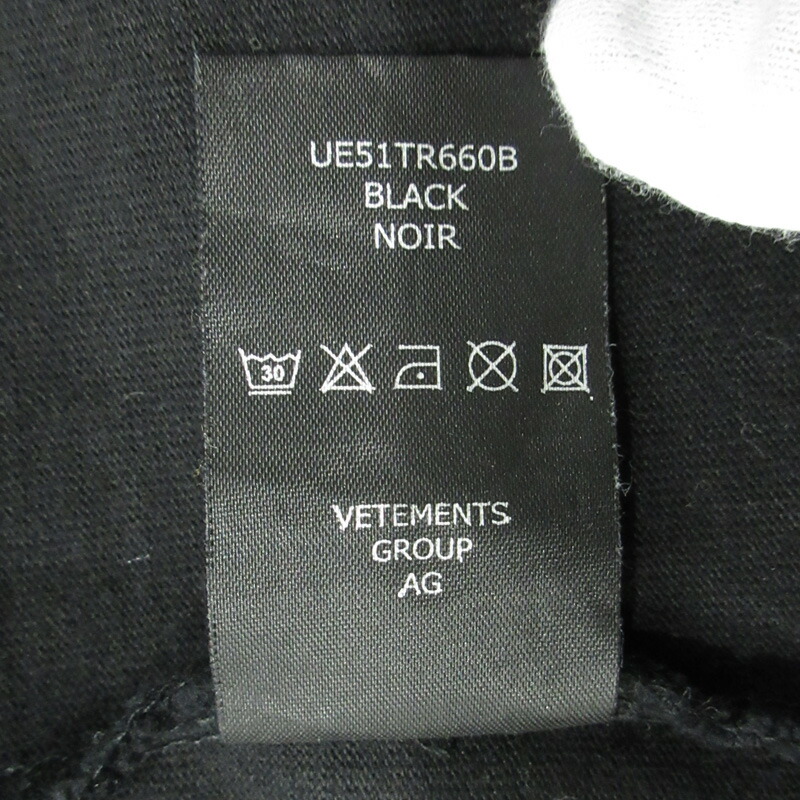 UE51TR660B
BLACK
NOIR
30
VETEMENTS
GROUP
AG